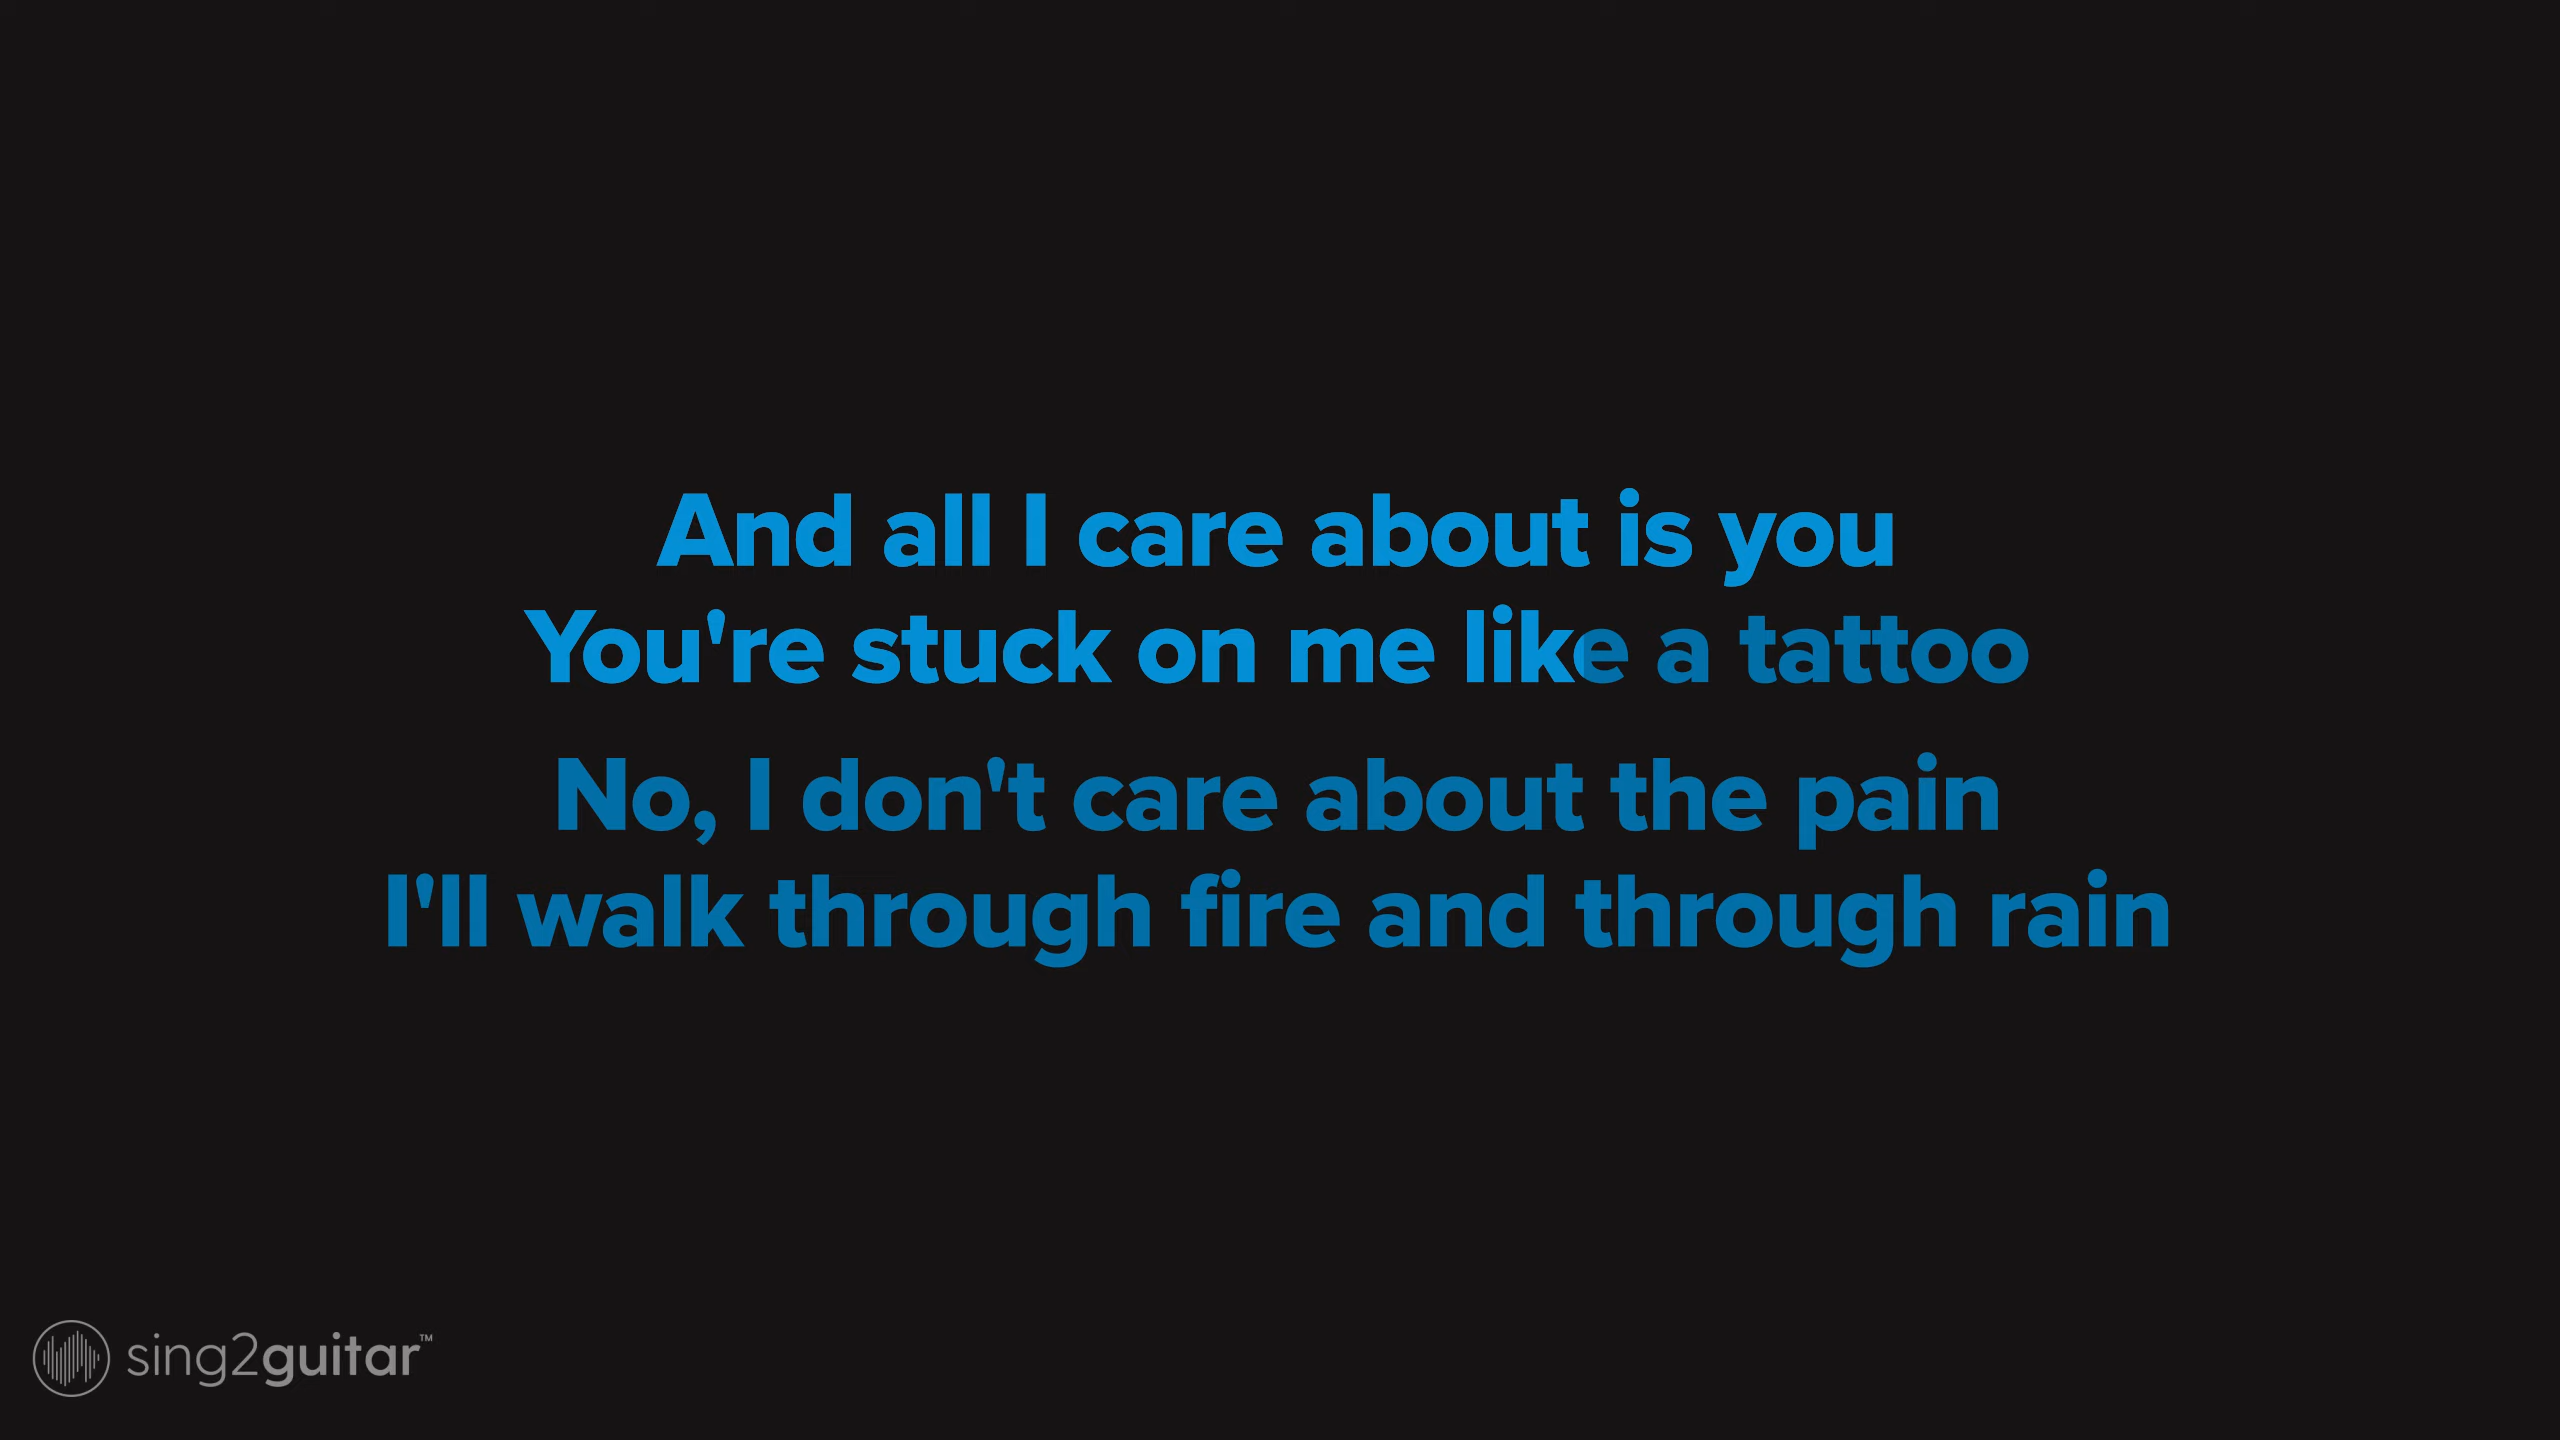 And all I care about is you
You're stuck on me like a tattoo
No, I don't care about the pain
I'll walk through fire and through rain
sing2guitar™